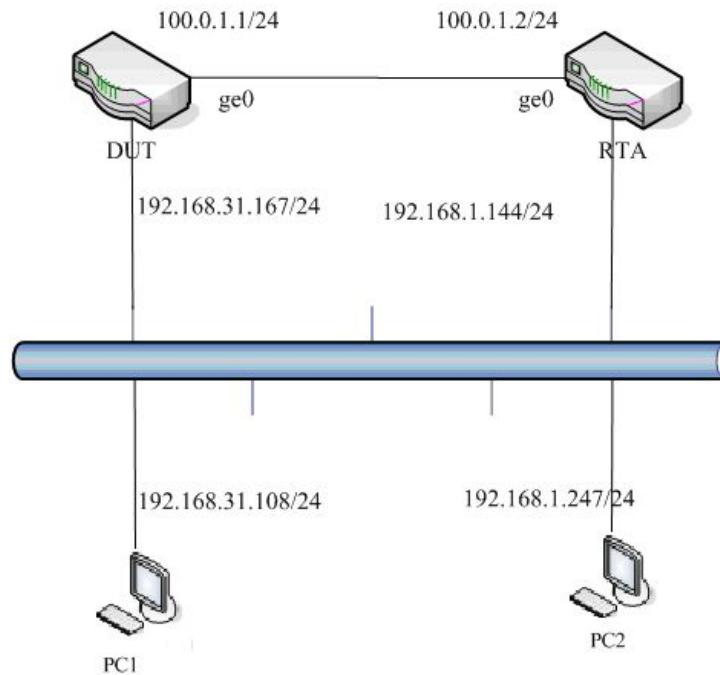 100.0.1.1/24
100.0.1.2/24
ge0
ge0
DUT
RTA
192.168.31.167/24
192.168.1.144/24
192.168.31.108/24
192.168.1.247/24
PC1
PC2